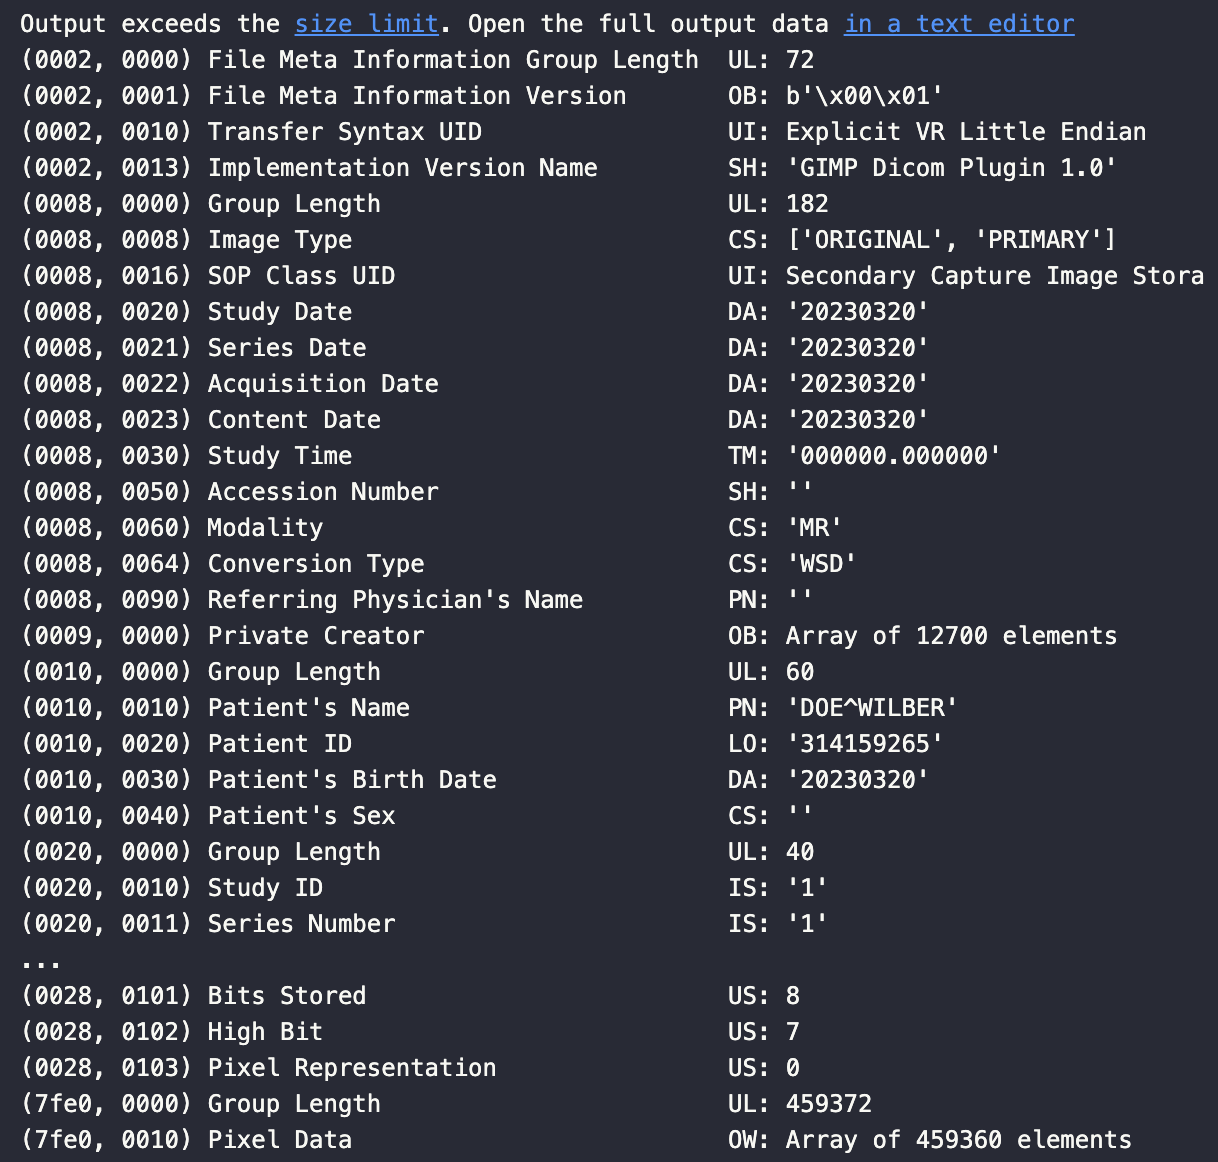 Output exceeds the size limit. Open the full output data in a text editor
(0002, 0000) File Meta Information Group Length  UL: 72
(0002, 0001) File Meta Information Version       OB: b'\x00\x01'
(0002, 0010) Transfer Syntax UID                 UI: Explicit VR Little Endian
(0002, 0013) Implementation Version Name         SH: 'GIMP Dicom Plugin 1.0'
(0008, 0000) Group Length                        UL: 182
(0008, 0008) Image Type                          CS: ['ORIGINAL', 'PRIMARY']
(0008, 0016) SOP Class UID                       UI: Secondary Capture Image Stora
(0008, 0020) Study Date                          DA: '20230320'
(0008, 0021) Series Date                         DA: '20230320'
(0008, 0022) Acquisition Date                    DA: '20230320'
(0008, 0023) Content Date                        DA: '20230320'
(0008, 0030) Study Time                          TM: '000000.000000'
(0008, 0050) Accession Number                    SH: ''
(0008, 0060) Modality                            CS: 'MR'
(0008, 0064) Conversion Type                     CS: 'WSD'
(0008, 0090) Referring Physician's Name          PN: ''
(0009, 0000) Private Creator                     OB: Array of 12700 elements
(0010, 0000) Group Length                        UL: 60
(0010, 0010) Patient's Name                      PN: 'DOE^WILBER'
(0010, 0020) Patient ID                          LO: '314159265'
(0010, 0030) Patient's Birth Date                DA: '20230320'
(0010, 0040) Patient's Sex                       CS: ''
(0020, 0000) Group Length                        UL: 40
(0020, 0010) Study ID                            IS: '1'
(0020, 0011) Series Number                       IS: '1'
...
(0028, 0101) Bits Stored                         US: 8
(0028, 0102) High Bit                            US: 7
(0028, 0103) Pixel Representation                US: 0
(7fe0, 0000) Group Length                        UL: 459372
(7fe0, 0010) Pixel Data                          OW: Array of 459360 elements